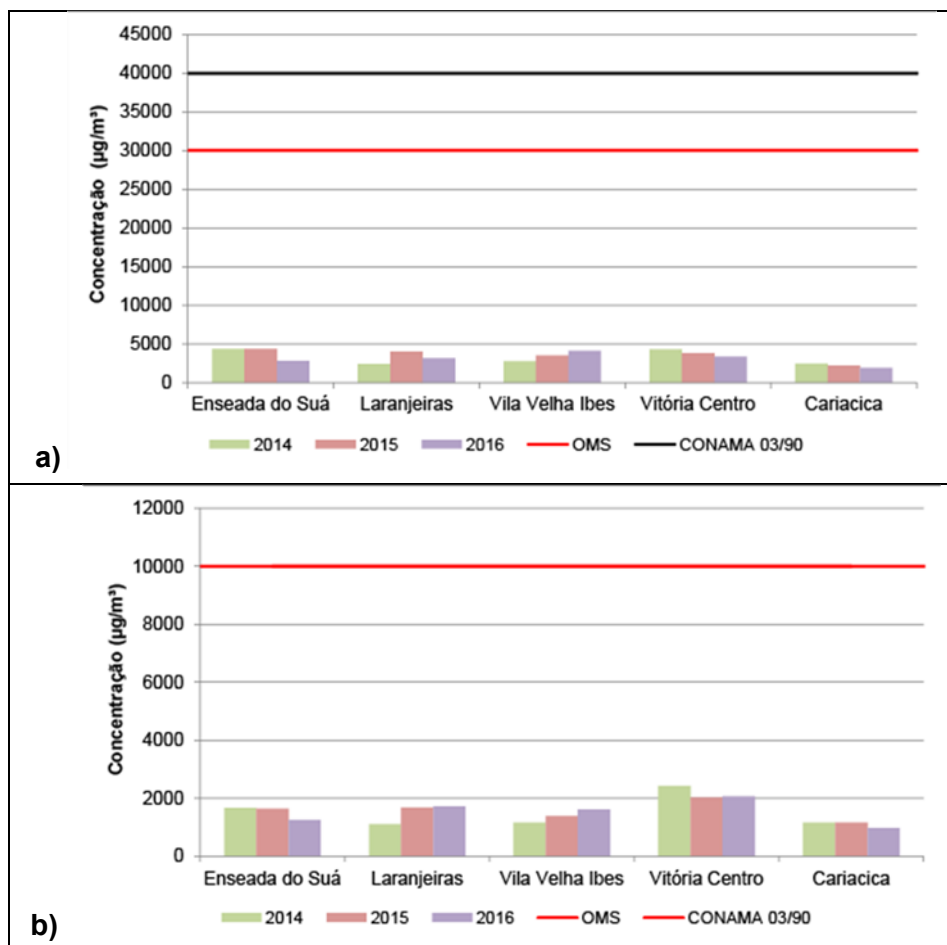 45000
40000
35000
30000
25000
20000
15000
10000
5000
0
Concentração (µg/m³)
Enseada do Suá Laranjeiras Vila Velha Ibes Vitória Centro Cariacica
2014 2015 2016 OMS CONAMA 03/90
a)
12000
10000
8000
6000
4000
2000
0
Concentração (µg/m³)
Enseada do Suá Laranjeiras Vila Velha Ibes Vitória Centro Cariacica
2014 2015 2016 OMS CONAMA 03/90
b)